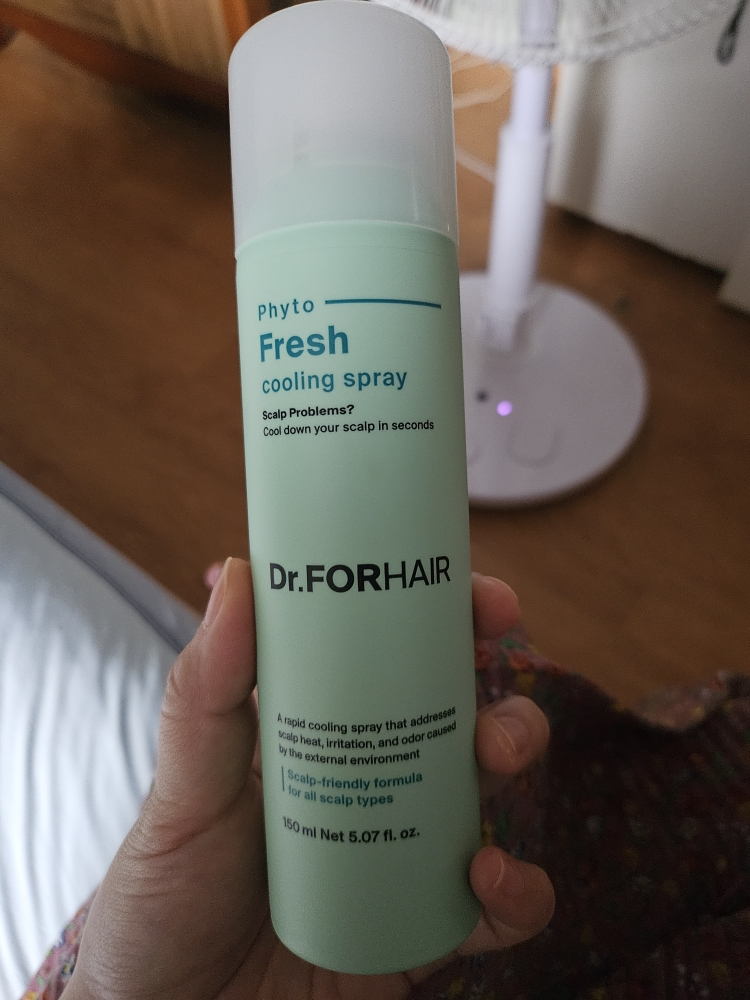 Phyto
Fresh
cooling spray
Scalp Problems?
Cool down your scalp in seconds
Dr.FORHAIR
A rapid cooling spray that addresses
scalp heat, irritation, and odor caused
by the external environment
Scalp-friendly formula
for all scalp types
150 ml Net 5.07 fl. oz.